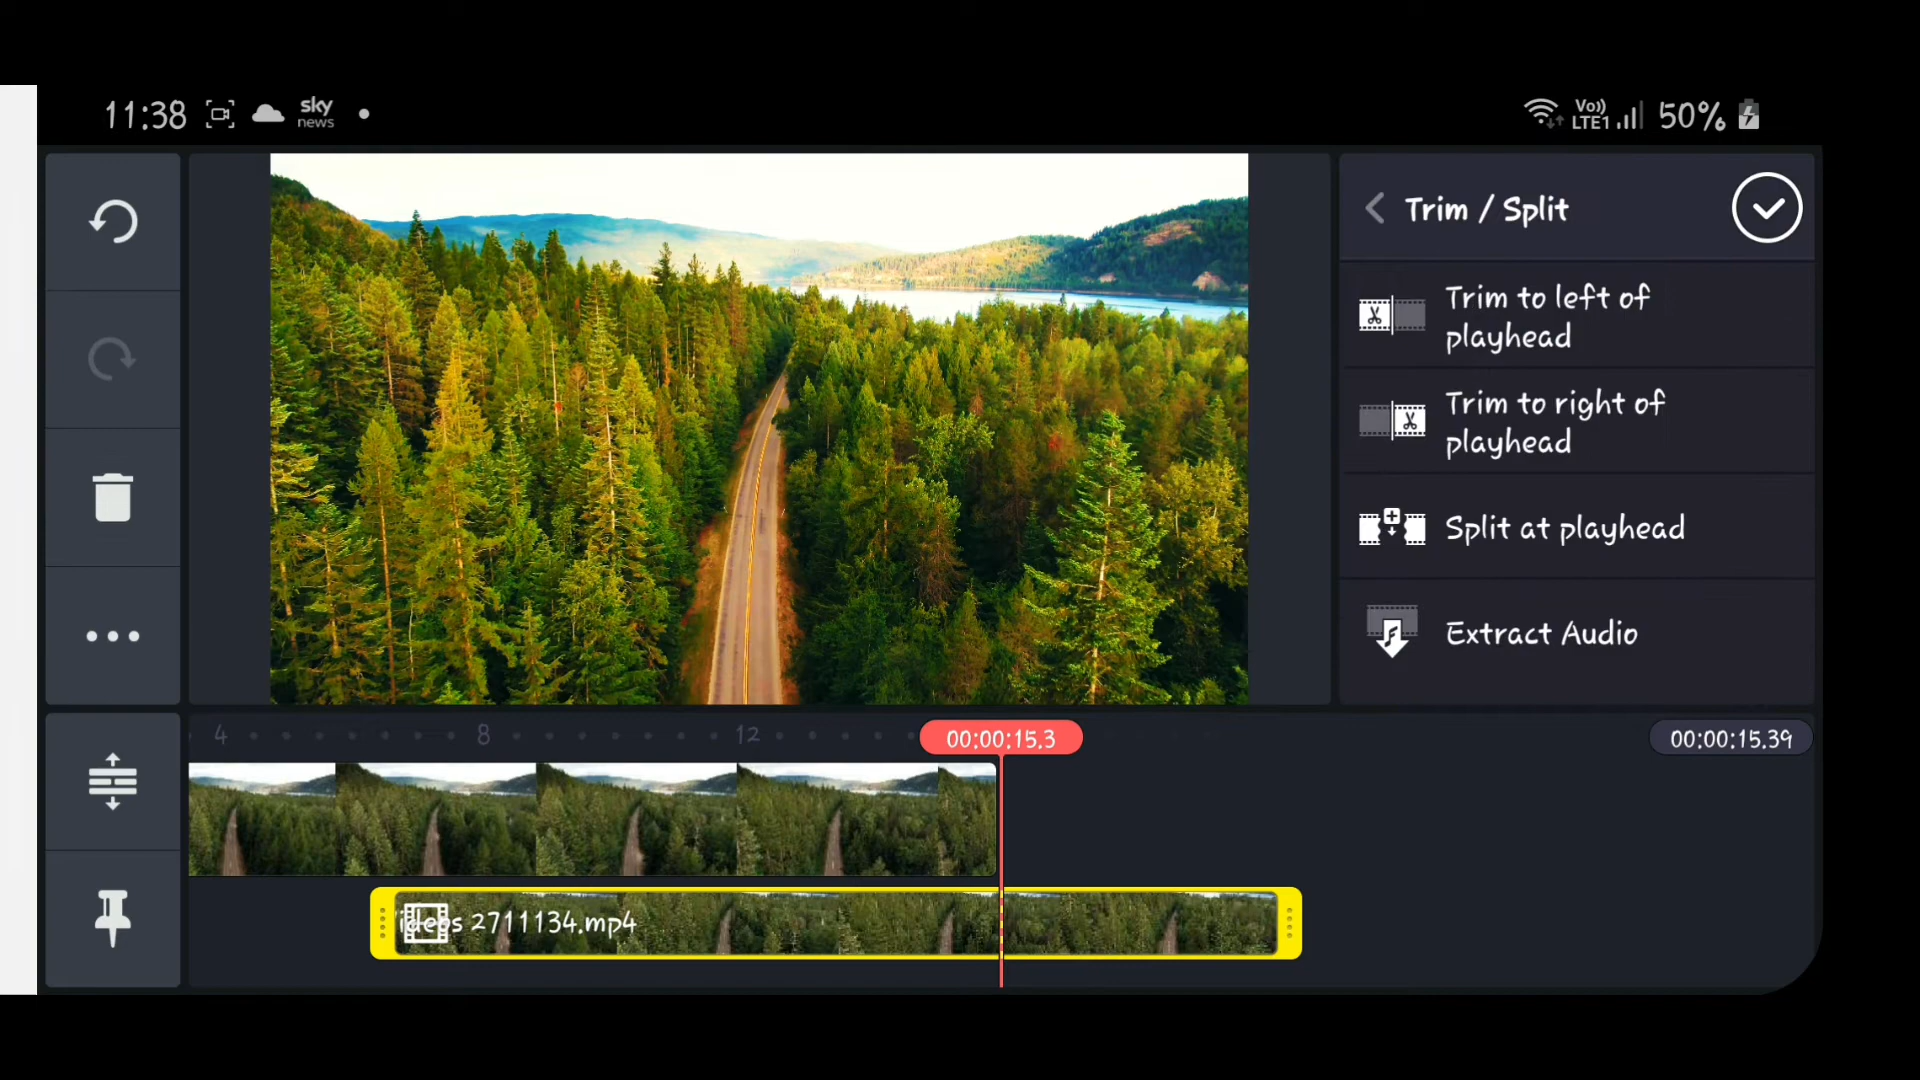 11:38
sky
news
Vo))
LTE1
50%
Trim / Split
Trim to left of
playhead
Trim to right of
playhead
Split at playhead
Extract Audio
4
8
12
00:00:15.3
00:00:15.39
ideos 2711134.mp4